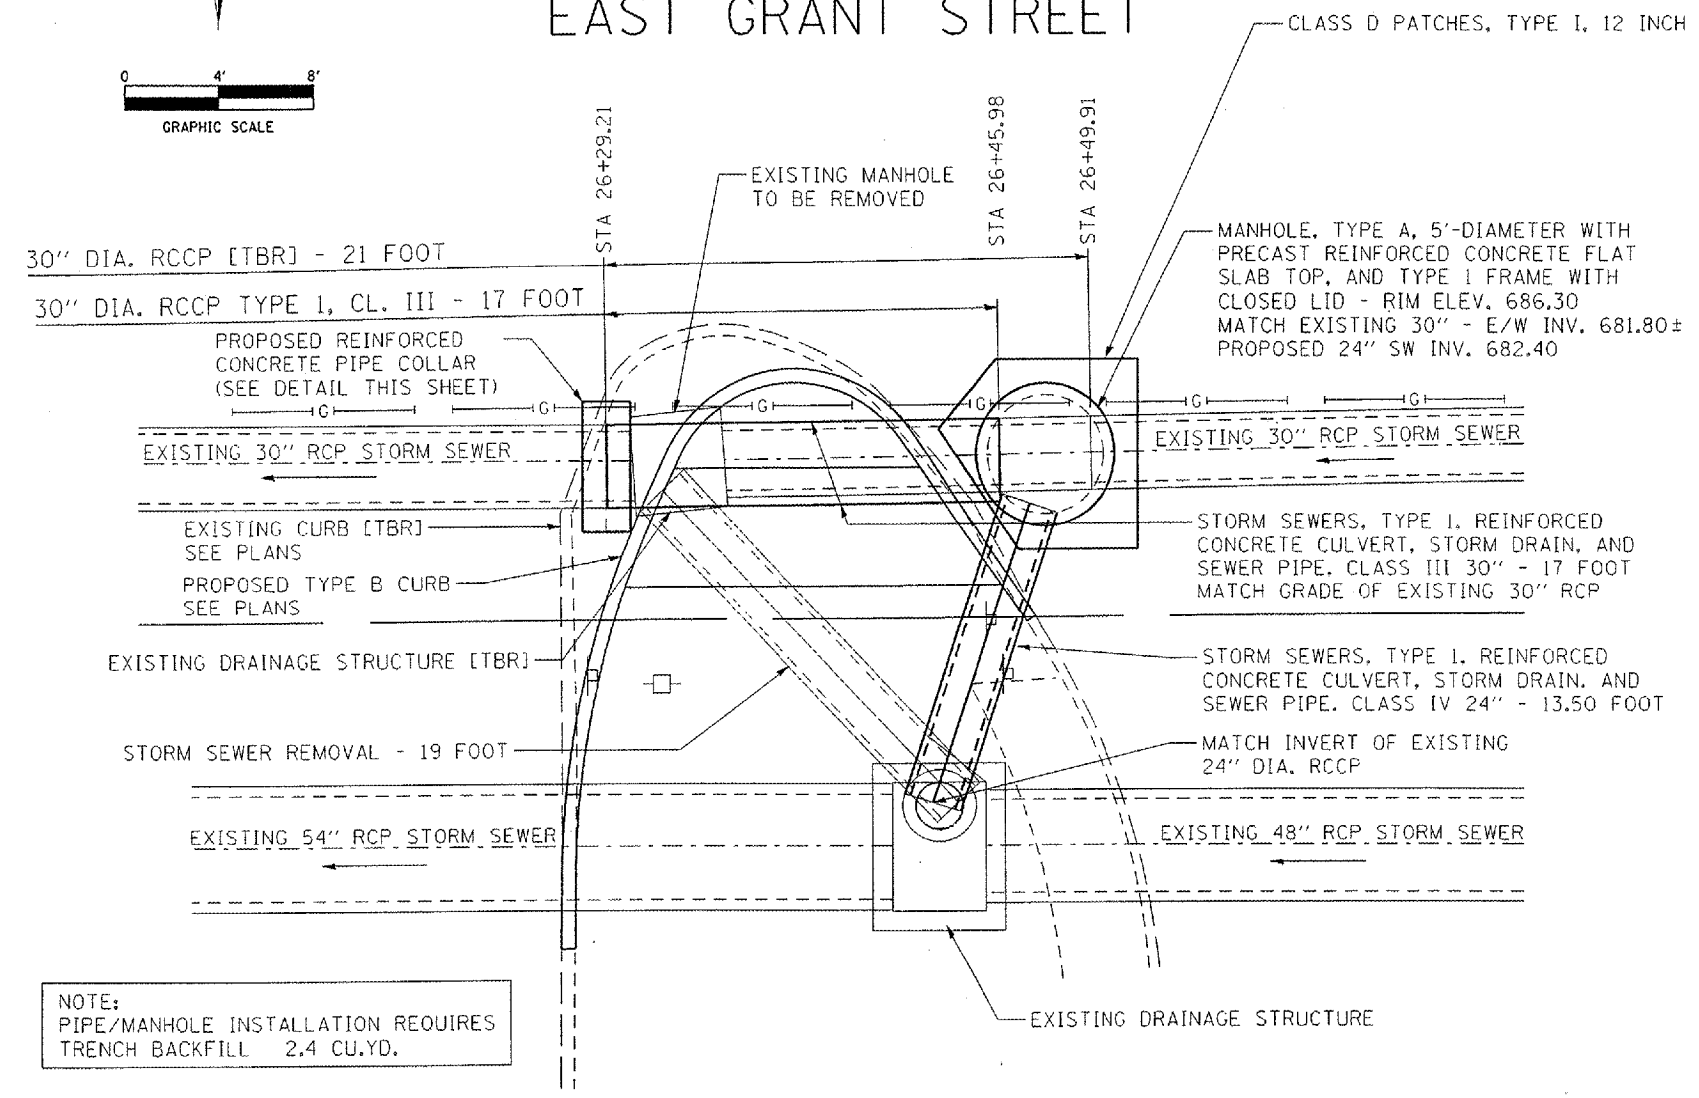 EAST GRANT STREET
CLASS D PATCHES, TYPE I, 12 INCH
0 4' 8'
GRAPHIC SCALE
STA 26+29.21
STA 26+45.98
STA 26+49.91
EXISTING MANHOLE
TO BE REMOVED
30" DIA. RCCP [TBR] - 21 FOOT
30" DIA. RCCP TYPE 1, CL. III - 17 FOOT
MANHOLE, TYPE A, 5'-DIAMETER WITH
PRECAST REINFORCED CONCRETE FLAT
SLAB TOP, AND TYPE 1 FRAME WITH
CLOSED LID - RIM ELEV. 686.30
MATCH EXISTING 30" - E/W INV. 681.80±
PROPOSED 24" SW INV. 682.40
PROPOSED REINFORCED
CONCRETE PIPE COLLAR
(SEE DETAIL THIS SHEET)
G G G G G G
EXISTING 30" RCP STORM SEWER
EXISTING 30" RCP STORM SEWER
EXISTING CURB [TBR]
SEE PLANS
PROPOSED TYPE B CURB
SEE PLANS
STORM SEWERS, TYPE 1, REINFORCED
CONCRETE CULVERT, STORM DRAIN, AND
SEWER PIPE. CLASS III 30" - 17 FOOT
MATCH GRADE OF EXISTING 30" RCP
EXISTING DRAINAGE STRUCTURE [TBR]
STORM SEWERS, TYPE 1, REINFORCED
CONCRETE CULVERT, STORM DRAIN. AND
SEWER PIPE. CLASS IV 24" - 13.50 FOOT
STORM SEWER REMOVAL - 19 FOOT
MATCH INVERT OF EXISTING
24" DIA. RCCP
EXISTING 54" RCP STORM SEWER
EXISTING 48" RCP STORM SEWER
EXISTING DRAINAGE STRUCTURE
NOTE:
PIPE/MANHOLE INSTALLATION REQUIRES
TRENCH BACKFILL 2.4 CU.YD.